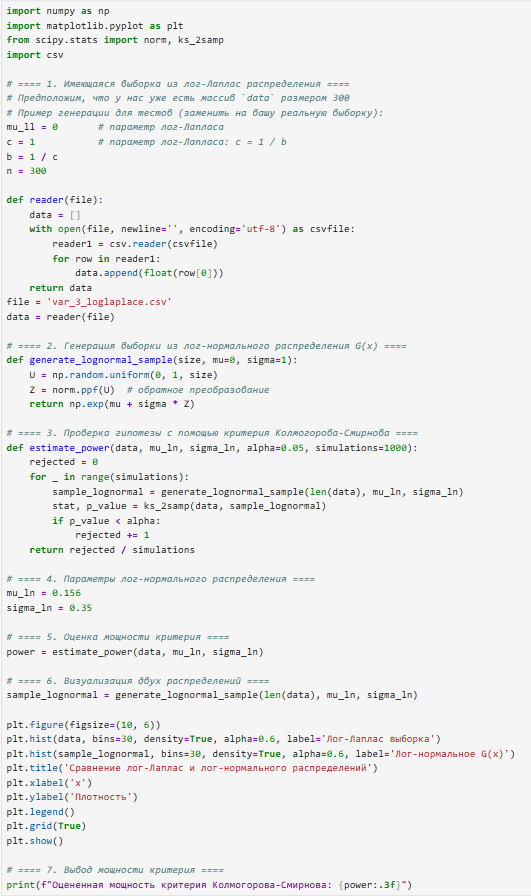 import numpy as np
import matplotlib.pyplot as plt
from scipy.stats import norm, ks_2samp
import csv

# ==== 1. Имеющаяся выборка из лог-Лаплас распределения ====
# Предположим, что у нас уже есть массив `data` размером 300
# Пример генерации для тестов (заменить на вашу реальную выборку):
mu_ll = 0       # параметр лог-Лапласа
c = 1           # параметр лог-Лапласа: c = 1 / b
b = 1 / c
n = 300

def reader(file):
    data = []
    with open(file, newline='', encoding='utf-8') as csvfile:
        reader1 = csv.reader(csvfile)
        for row in reader1:
            data.append(float(row[0]))
    return data
file = 'var_3_loglaplace.csv'
data = reader(file)

# ==== 2. Генерация выборки из лог-нормального распределения G(x) ====
def generate_lognormal_sample(size, mu=0, sigma=1):
    U = np.random.uniform(0, 1, size)
    Z = norm.ppf(U)  # обратное преобразование
    return np.exp(mu + sigma * Z)

# ==== 3. Проверка гипотезы с помощью критерия Колмогорова-Смирнова ====
def estimate_power(data, mu_ln, sigma_ln, alpha=0.05, simulations=1000):
    rejected = 0
    for _ in range(simulations):
        sample_lognormal = generate_lognormal_sample(len(data), mu_ln, sigma_ln)
        stat, p_value = ks_2samp(data, sample_lognormal)
        if p_value < alpha:
            rejected += 1
    return rejected / simulations

# ==== 4. Параметры лог-нормального распределения ====
mu_ln = 0.156
sigma_ln = 0.35

# ==== 5. Оценка мощности критерия ====
power = estimate_power(data, mu_ln, sigma_ln)

# ==== 6. Визуализация двух распределений ====
sample_lognormal = generate_lognormal_sample(len(data), mu_ln, sigma_ln)

plt.figure(figsize=(10, 6))
plt.hist(data, bins=30, density=True, alpha=0.6, label='Лог-Лаплас выборка')
plt.hist(sample_lognormal, bins=30, density=True, alpha=0.6, label='Лог-нормальное G(x)')
plt.title('Сравнение лог-Лаплас и лог-нормального распределений')
plt.xlabel('x')
plt.ylabel('Плотность')
plt.legend()
plt.grid(True)
plt.show()

# ==== 7. Вывод мощности критерия ====
print(f"Оцененная мощность критерия Колмогорова-Смирнова: {power:.3f}")